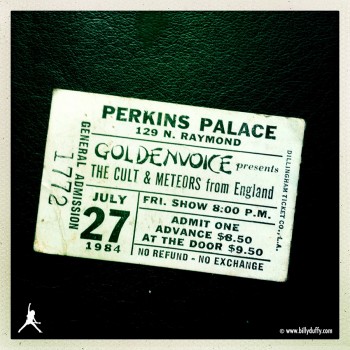 PERKINS PALACE
129 N. RAYMOND
GOLDENVOICE presents
THE CULT & METEORS from ENGLAND
JULY
27
1984
FRI. SHOW 8:00 P.M.
ADMIT ONE
ADVANCE $8.50
AT THE DOOR $9.50
NO REFUND - NO EXCHANGE
GENERAL ADMISSION
1772
DILLINGHAM TICKET CO., L.A.
© www.billyduffy.com